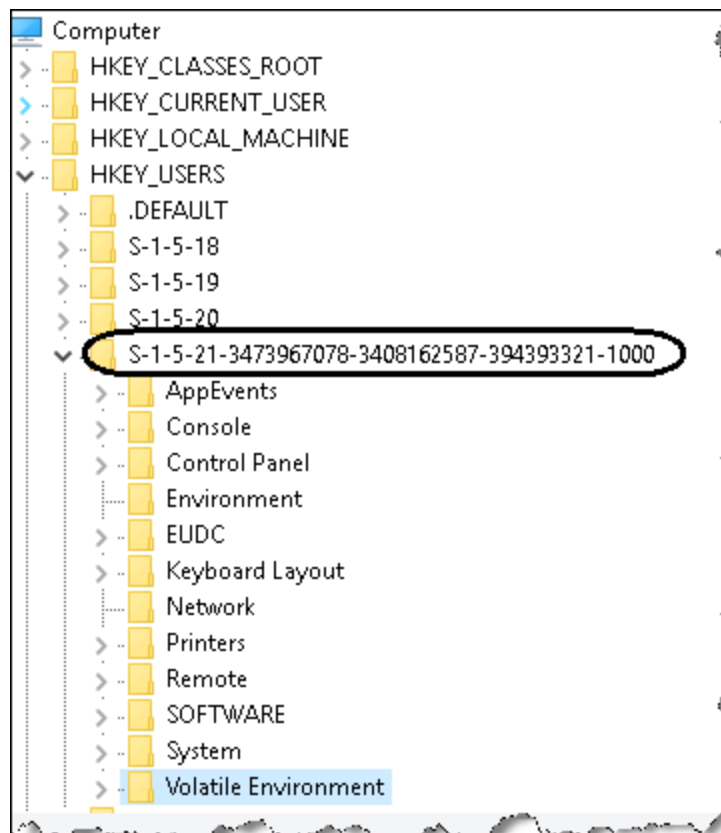 Computer
HKEY_CLASSES_ROOT
HKEY_CURRENT_USER
HKEY_LOCAL_MACHINE
HKEY_USERS
.DEFAULT
S-1-5-18
S-1-5-19
S-1-5-20
S-1-5-21-3473967078-3408162587-394393321-1000
AppEvents
Console
Control Panel
Environment
EUDC
Keyboard Layout
Network
Printers
Remote
SOFTWARE
System
Volatile Environment